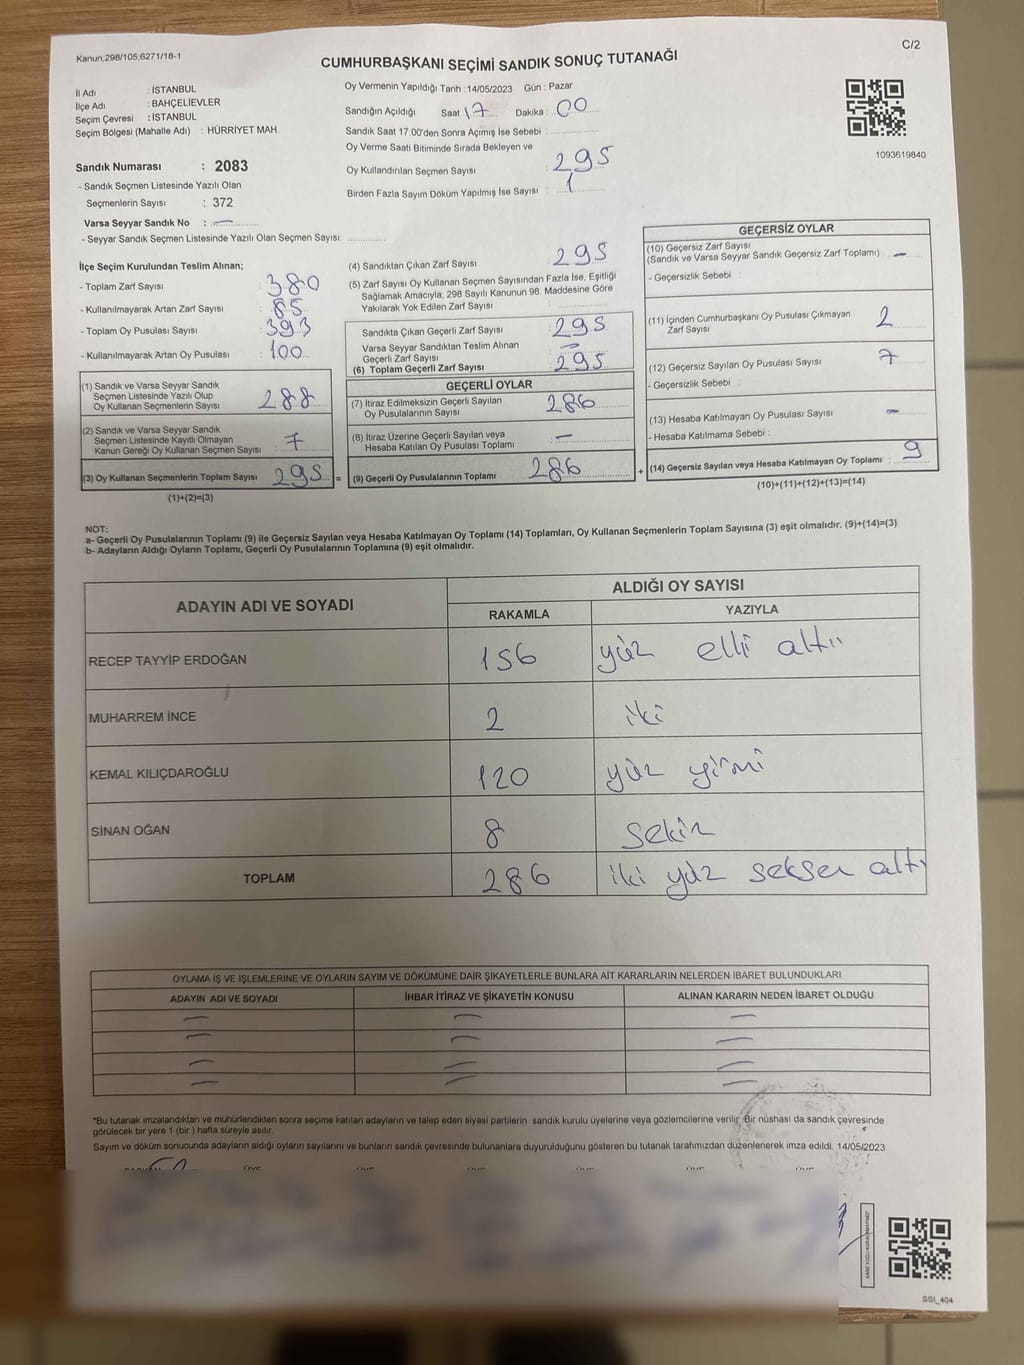 Kanun,298/105,6271/18-1
C/2
CUMHURBAŞKANI SEÇİMİ SANDIK SONUÇ TUTANAĞI
İl Adı : İSTANBUL
İlçe Adı : BAHÇELİEVLER
Seçim Çevresi : İSTANBUL
Seçim Bölgesi (Mahalle Adı) : HÜRRİYET MAH.
Oy Vermenin Yapıldığı Tarih : 14/05/2023 Gün : Pazar
Sandığın Açıldığı Saat 17 Dakika : 00
Sandık Saat 17:00'den Sonra Açımış İse Sebebi :
Oy Verme Saati Bitiminde Sırada Bekleyen ve
Oy Kullandırılan Seçmen Sayısı : 295
Birden Fazla Sayım Döküm Yapılmış İse Sayısı : 1
1093619840
Sandık Numarası : 2083
- Sandık Seçmen Listesinde Yazılı Olan
Seçmenlerin Sayısı : 372
Varsa Seyyar Sandık No : —
- Seyyar Sandık Seçmen Listesinde Yazılı Olan Seçmen Sayısı:
İlçe Seçim Kurulundan Teslim Alınan;
- Toplam Zarf Sayısı : 380
- Kullanılmayarak Artan Zarf Sayısı : 85
- Toplam Oy Pusulası Sayısı : 393
- Kullanılmayarak Artan Oy Pusulası : 100
(1) Sandık ve Varsa Seyyar Sandık
Seçmen Listesinde Yazılı Olup
Oy Kullanan Seçmenlerin Sayısı : 288
(2) Sandık ve Varsa Seyyar Sandık
Seçmen Listesinde Kayıtlı Olmayan
Kanun Gereği Oy Kullanan Seçmen Sayısı : 7
(3) Oy Kullanan Seçmenlerin Toplam Sayısı : 295 =
(1)+(2)=(3)
(4) Sandıktan Çıkan Zarf Sayısı : 295
(5) Zarf Sayısı Oy Kullanan Seçmen Sayısından Fazla İse, Eşitliği
Sağlamak Amacıyla, 298 Sayılı Kanunun 98. Maddesine Göre
Yakılarak Yok Edilen Zarf Sayısı :
Sandıkta Çıkan Geçerli Zarf Sayısı : 295
Varsa Seyyar Sandıktan Teslim Alınan
Geçerli Zarf Sayısı : —
(6) Toplam Geçerli Zarf Sayısı : 295
GEÇERLİ OYLAR
(7) İtiraz Edilmeksizin Geçerli Sayılan
Oy Pusulalarının Sayısı : 286
(8) İtiraz Üzerine Geçerli Sayılan veya
Hesaba Katılan Oy Pusulası Toplamı : —
(9) Geçerli Oy Pusulalarının Toplamı : 286 +
GEÇERSİZ OYLAR
(10) Geçersiz Zarf Sayısı
(Sandık ve Varsa Seyyar Sandık Geçersiz Zarf Toplamı) : —
- Geçersizlik Sebebi :
(11) İçinden Cumhurbaşkanı Oy Pusulası Çıkmayan
Zarf Sayısı : 2
(12) Geçersiz Sayılan Oy Pusulası Sayısı : 7
- Geçersizlik Sebebi :
(13) Hesaba Katılmayan Oy Pusulası Sayısı : —
- Hesaba Katılmama Sebebi :
(14) Geçersiz Sayılan veya Hesaba Katılmayan Oy Toplamı : 9
(10)+(11)+(12)+(13)=(14)
NOT:
a- Geçerli Oy Pusulalarının Toplamı (9) ile Geçersiz Sayılan veya Hesaba Katılmayan Oy Toplamı (14) Toplamları, Oy Kullanan Seçmenlerin Toplam Sayısına (3) eşit olmalıdır. (9)+(14)=(3)
b- Adayların Aldığı Oyların Toplamı, Geçerli Oy Pusulalarının Toplamına (9) eşit olmalıdır.
ADAYIN ADI VE SOYADI ALDIĞI OY SAYISI
RAKAMLA YAZIYLA
RECEP TAYYİP ERDOĞAN 156 yüz elli altı
MUHARREM İNCE 2 iki
KEMAL KILIÇDAROĞLU 120 yüz yirmi
SİNAN OĞAN 8 sekiz
TOPLAM 286 iki yüz seksen altı
OYLAMA İŞ VE İŞLEMLERİNE VE OYLARIN SAYIM VE DÖKÜMÜNE DAİR ŞİKAYETLERLE BUNLARA AİT KARARLARIN NELERDEN İBARET BULUNDUKLARI
ADAYIN ADI VE SOYADI İHBAR İTİRAZ VE ŞİKAYETİN KONUSU ALINAN KARARIN NEDEN İBARET OLDUĞU
— — —
— — —
— — —
— — —
*Bu tutanak imzalandıktan ve mühürlendikten sonra seçime katılan adayların ve talep eden siyasi partilerin sandık kurulu üyelerine veya gözlemcilerine verilir. Bir nüshası da sandık çevresinde
görülecek bir yere 1 (bir ) hafta süreyle asılır.
Sayım ve döküm sonucunda adayların aldığı oyların sayılarını ve bunların sandık çevresinde bulunanlara duyurulduğunu gösteren bu tutanak tarafımızdan düzenlenerek imza edildi. 14/05/2023
SSI_404